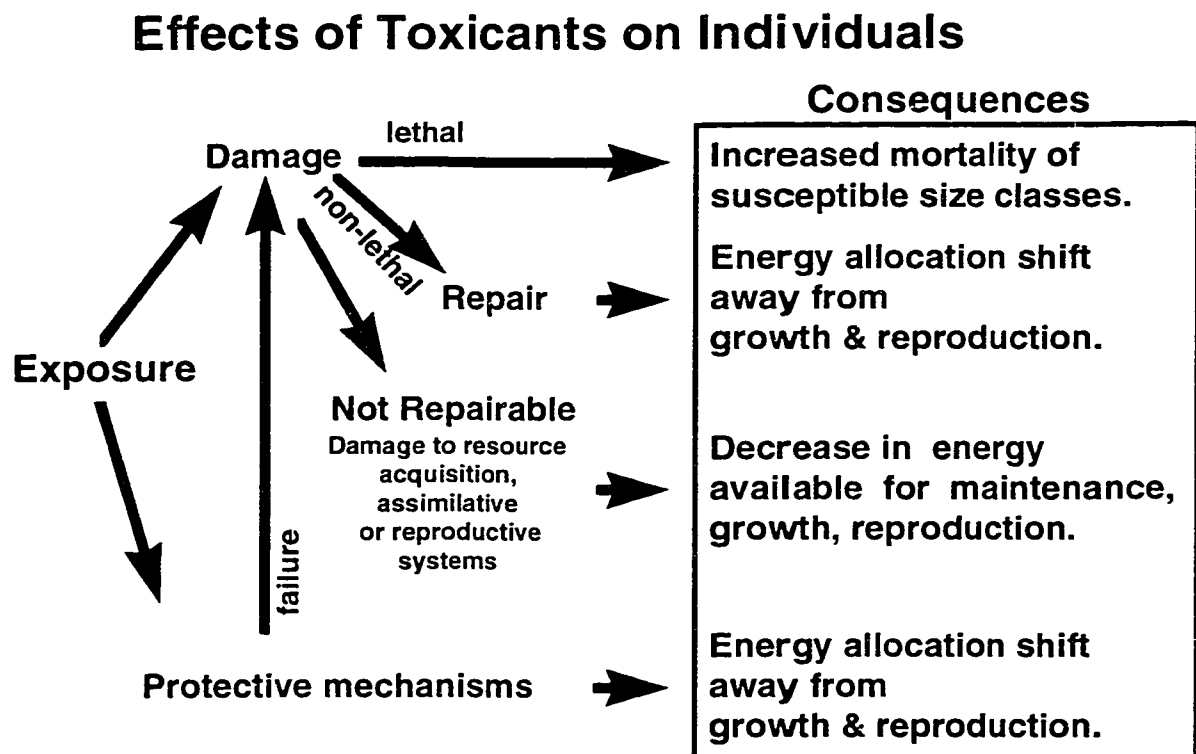 Effects of Toxicants on Individuals
Consequences
lethal
Damage
Increased mortality of
susceptible size classes.
non-lethal
Repair
Energy allocation shift
away from
growth & reproduction.
Exposure
Not Repairable
Damage to resource
acquisition,
assimilative
or reproductive
systems
Decrease in energy
available for maintenance,
growth, reproduction.
failure
Protective mechanisms
Energy allocation shift
away from
growth & reproduction.